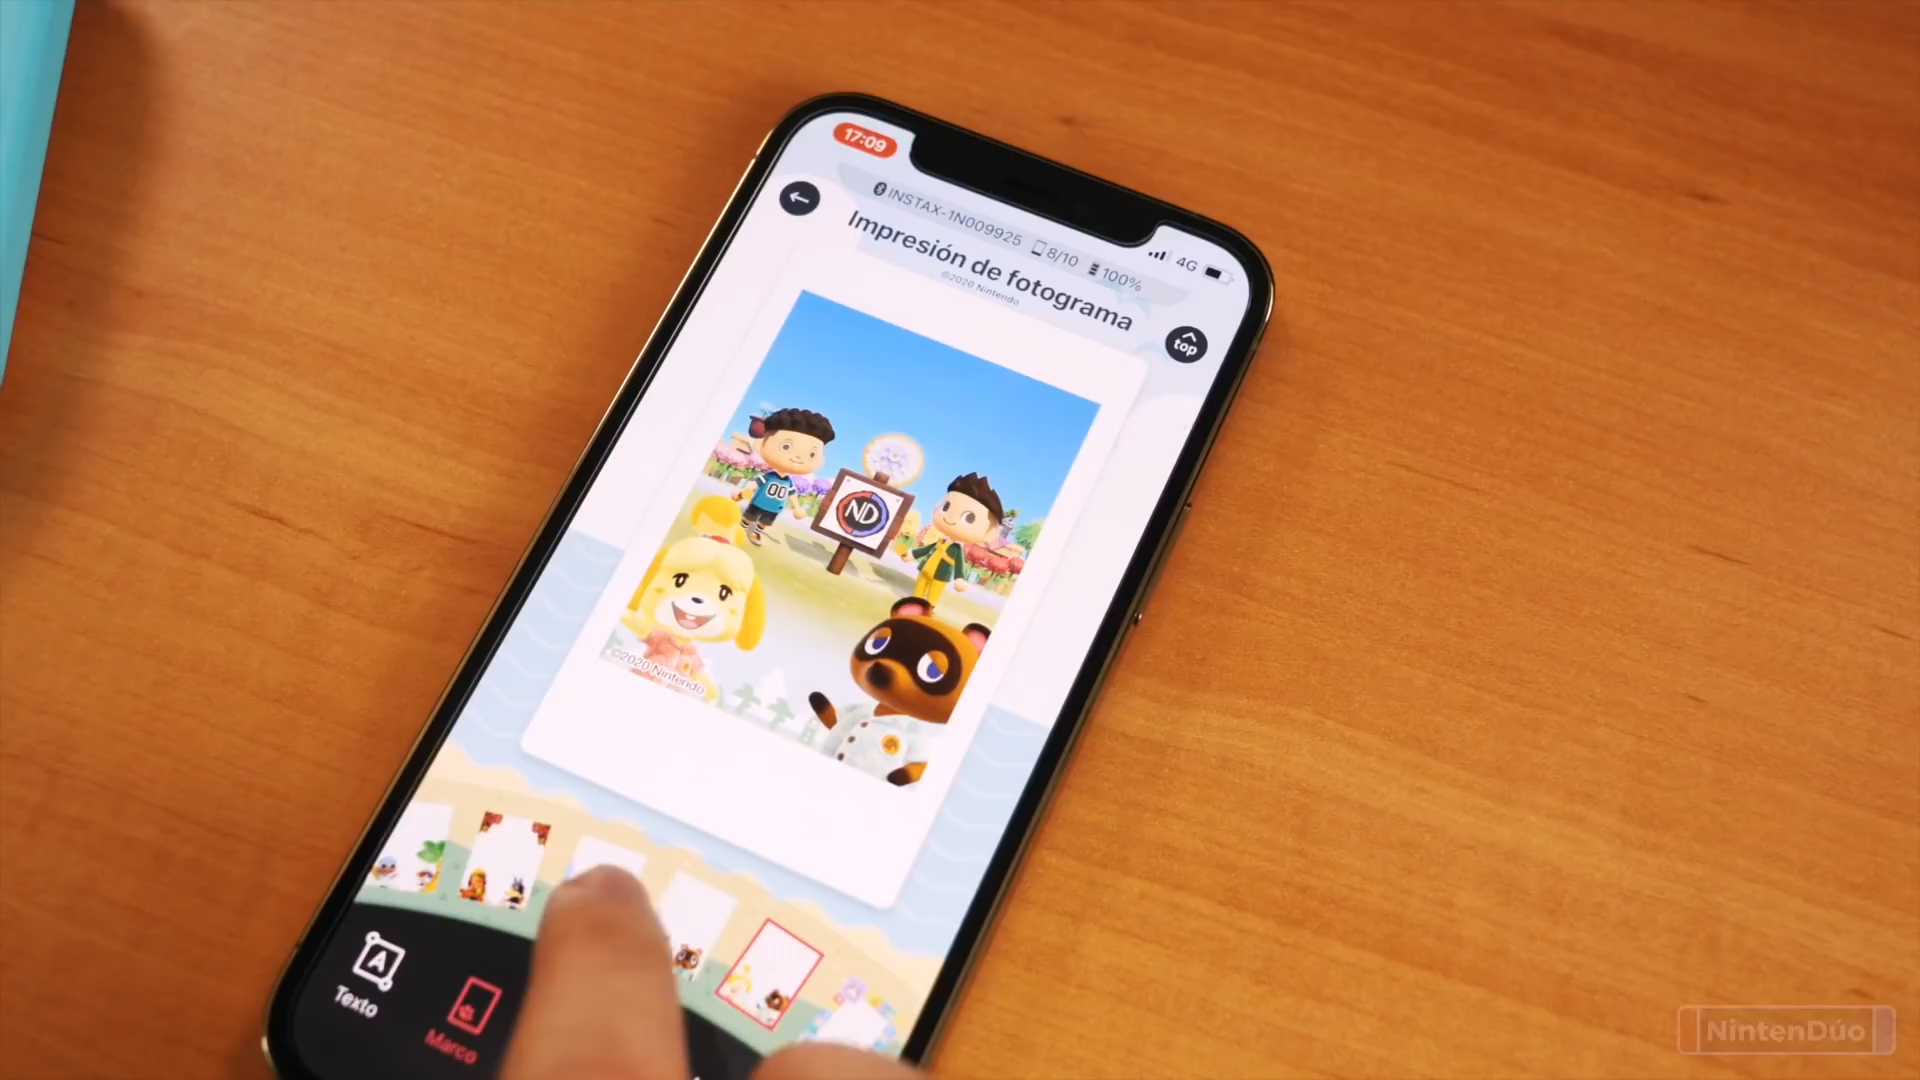 17:09
4G
INSTAX-1N009925 8/10 100%
Impresión de fotograma
©2020 Nintendo
top
00
ND
©2020 Nintendo
A
Texto
Marco
NintenDúo